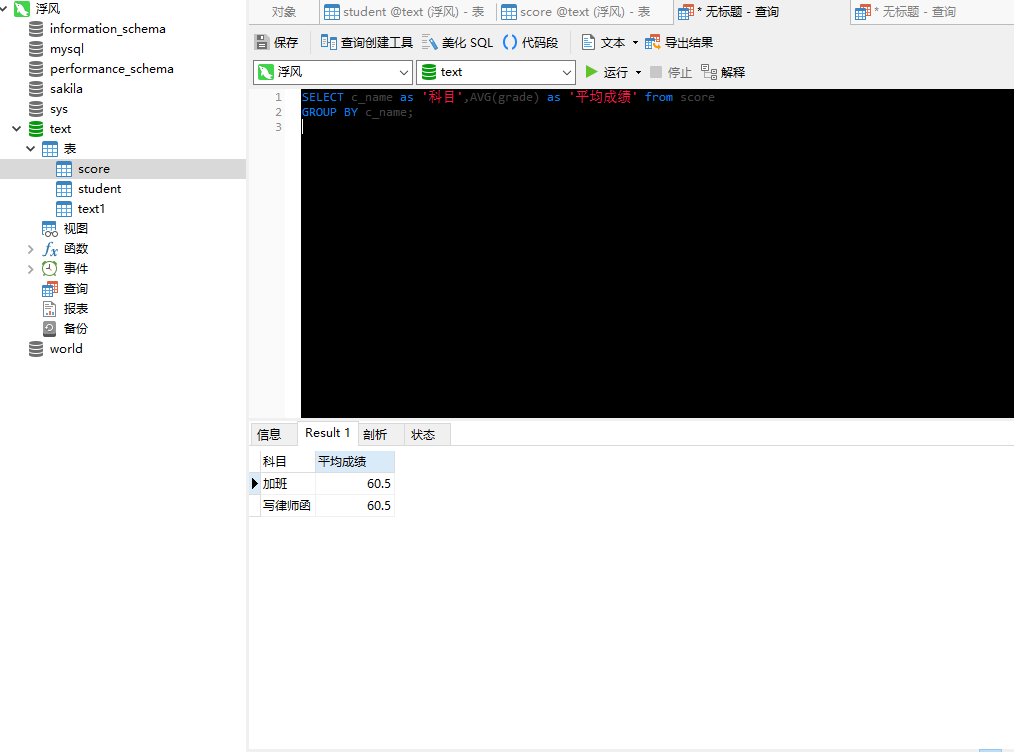 浮风
information_schema
mysql
performance_schema
sakila
sys
text
表
score
student
text1
视图
函数
事件
查询
报表
备份
world
对象 student @text (浮风) - 表 score @text (浮风) - 表 * 无标题 - 查询 * 无标题 - 查询
保存 查询创建工具 美化 SQL () 代码段 文本 导出结果
浮风 text 运行 停止 解释
1 SELECT c_name as '科目',AVG(grade) as '平均成绩' from score
2 GROUP BY c_name;
3
信息 Result 1 剖析 状态
科目 平均成绩
加班 60.5
写律师函 60.5